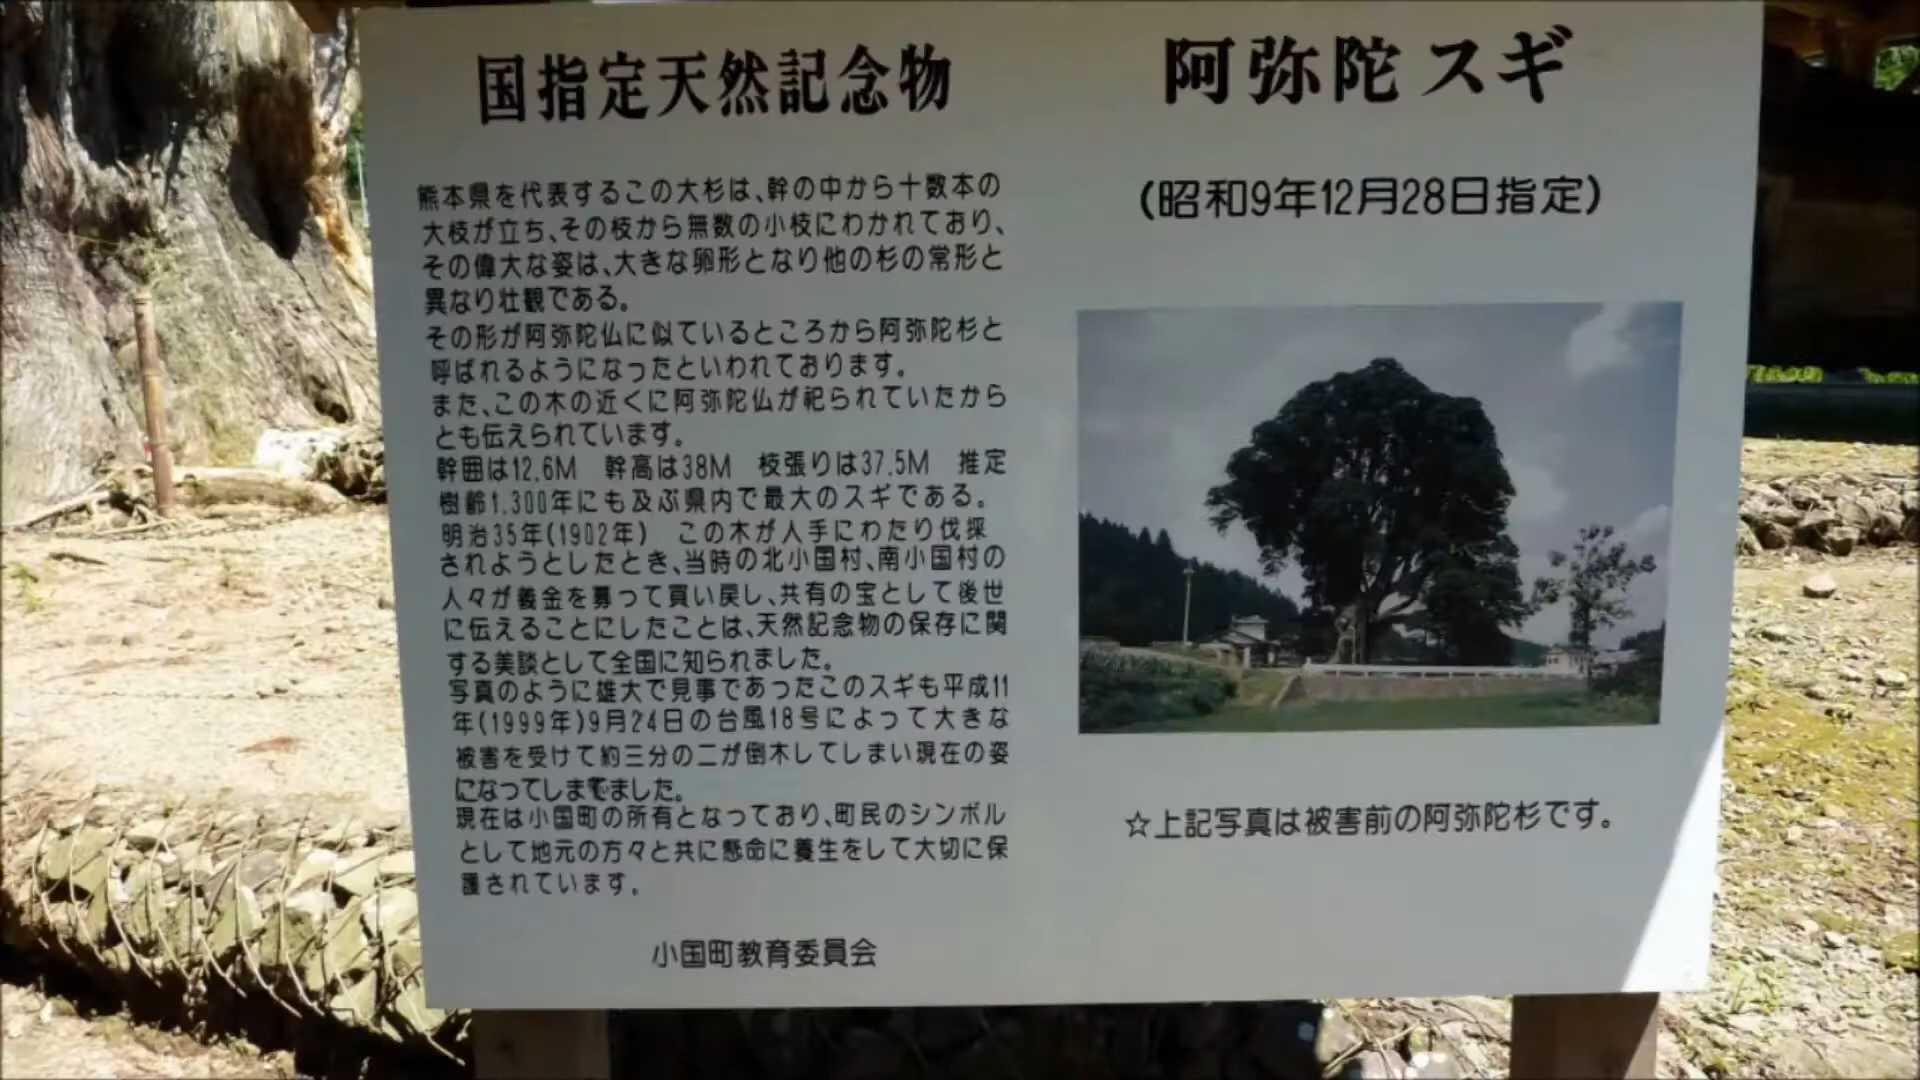 国指定天然記念物
阿弥陀スギ
(昭和9年12月28日指定)
熊本県を代表するこの大杉は、幹の中から十数本の
大枝が立ち、その枝から無数の小枝にわかれており、
その偉大な姿は、大きな卵形となり他の杉の常形と
異なり壮観である。
その形が阿弥陀仏に似ているところから阿弥陀杉と
呼ばれるようになったといわれております。
また、この木の近くに阿弥陀仏が祀られていたから
とも伝えられています。
幹囲は12.6M 幹高は38M 枝張りは37.5M 推定
樹齢1,300年にも及ぶ県内で最大のスギである。
明治35年(1902年) この木が人手にわたり伐採
されようとしたとき、当時の北小国村、南小国村の
人々が義金を募って買い戻し、共有の宝として後世
に伝えることにしたことは、天然記念物の保存に関
する美談として全国に知られました。
写真のように雄大で見事であったこのスギも平成11
年(1999年)9月24日の台風18号によって大きな
被害を受けて約三分の二が倒木してしまい現在の姿
になってしま ました。
現在は小国町の所有となっており、町民のシンボル
として地元の方々と共に懸命に養生をして大切に保
護されています。
小国町教育委員会
☆上記写真は被害前の阿弥陀杉です。